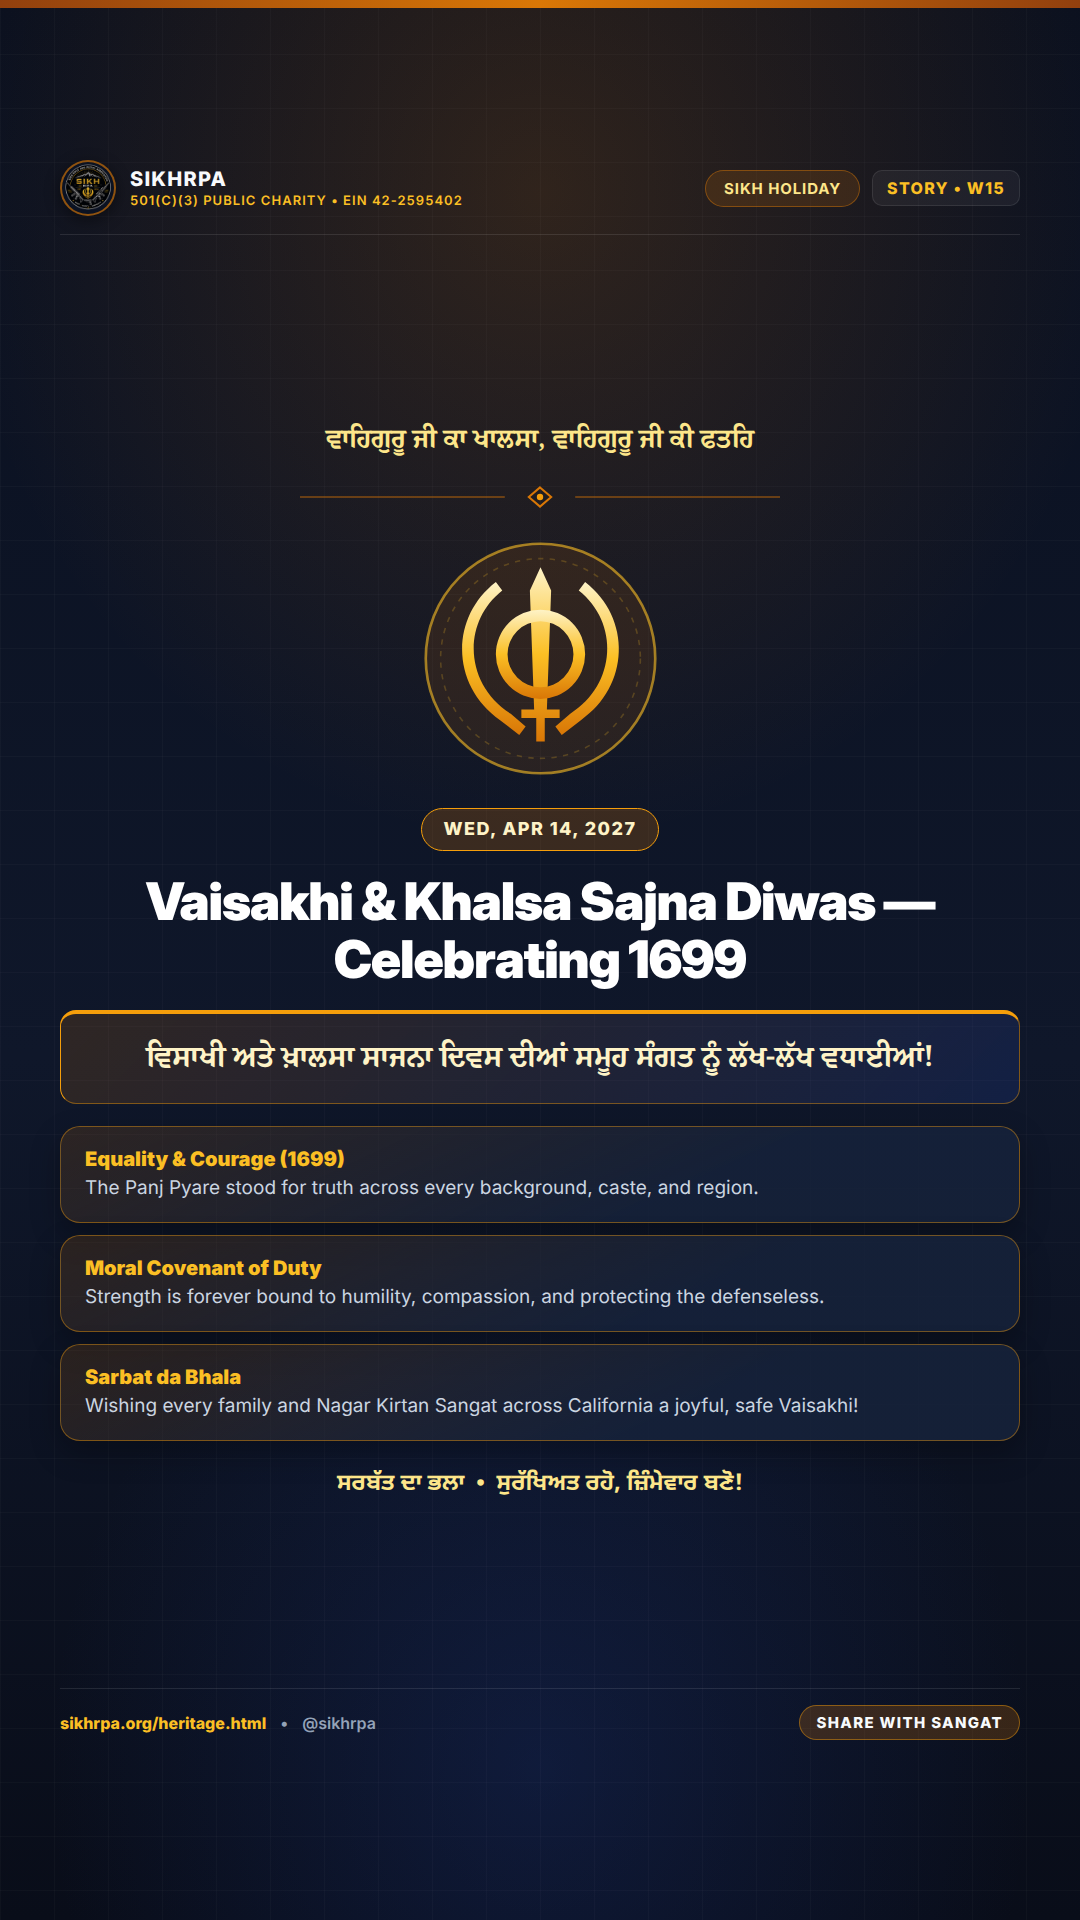 SIKH
SIKHRPA
501(C)(3) PUBLIC CHARITY • EIN 42-2595402
SIKH HOLIDAY
STORY • W15
ਵਾਹਿਗੁਰੂ ਜੀ ਕਾ ਖਾਲਸਾ, ਵਾਹਿਗੁਰੂ ਜੀ ਕੀ ਫਤਹਿ
WED, APR 14, 2027
Vaisakhi & Khalsa Sajna Diwas —
Celebrating 1699
ਵਿਸਾਖੀ ਅਤੇ ਖ਼ਾਲਸਾ ਸਾਜਨਾ ਦਿਵਸ ਦੀਆਂ ਸਮੂਹ ਸੰਗਤ ਨੂੰ ਲੱਖ-ਲੱਖ ਵਧਾਈਆਂ!
Equality & Courage (1699)
The Panj Pyare stood for truth across every background, caste, and region.
Moral Covenant of Duty
Strength is forever bound to humility, compassion, and protecting the defenseless.
Sarbat da Bhala
Wishing every family and Nagar Kirtan Sangat across California a joyful, safe Vaisakhi!
ਸਰਬੱਤ ਦਾ ਭਲਾ • ਸੁਰੱਖਿਅਤ ਰਹੋ, ਜ਼ਿੰਮੇਵਾਰ ਬਣੋ!
sikhrpa.org/heritage.html • @sikhrpa
SHARE WITH SANGAT